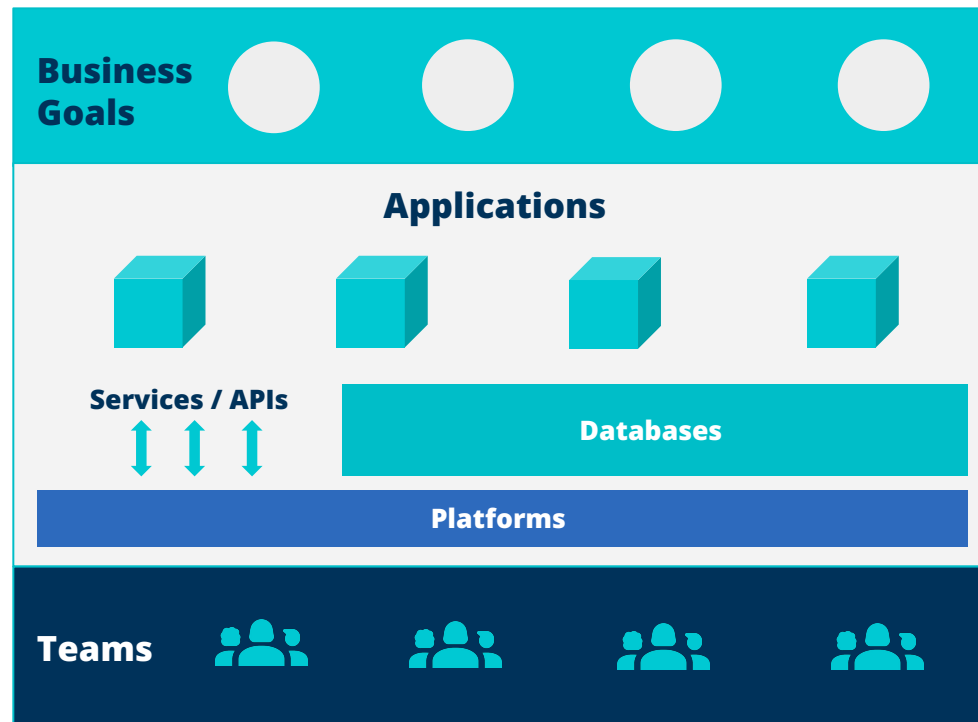 Business
Goals
Applications
Services / APIs
Databases
Platforms
Teams